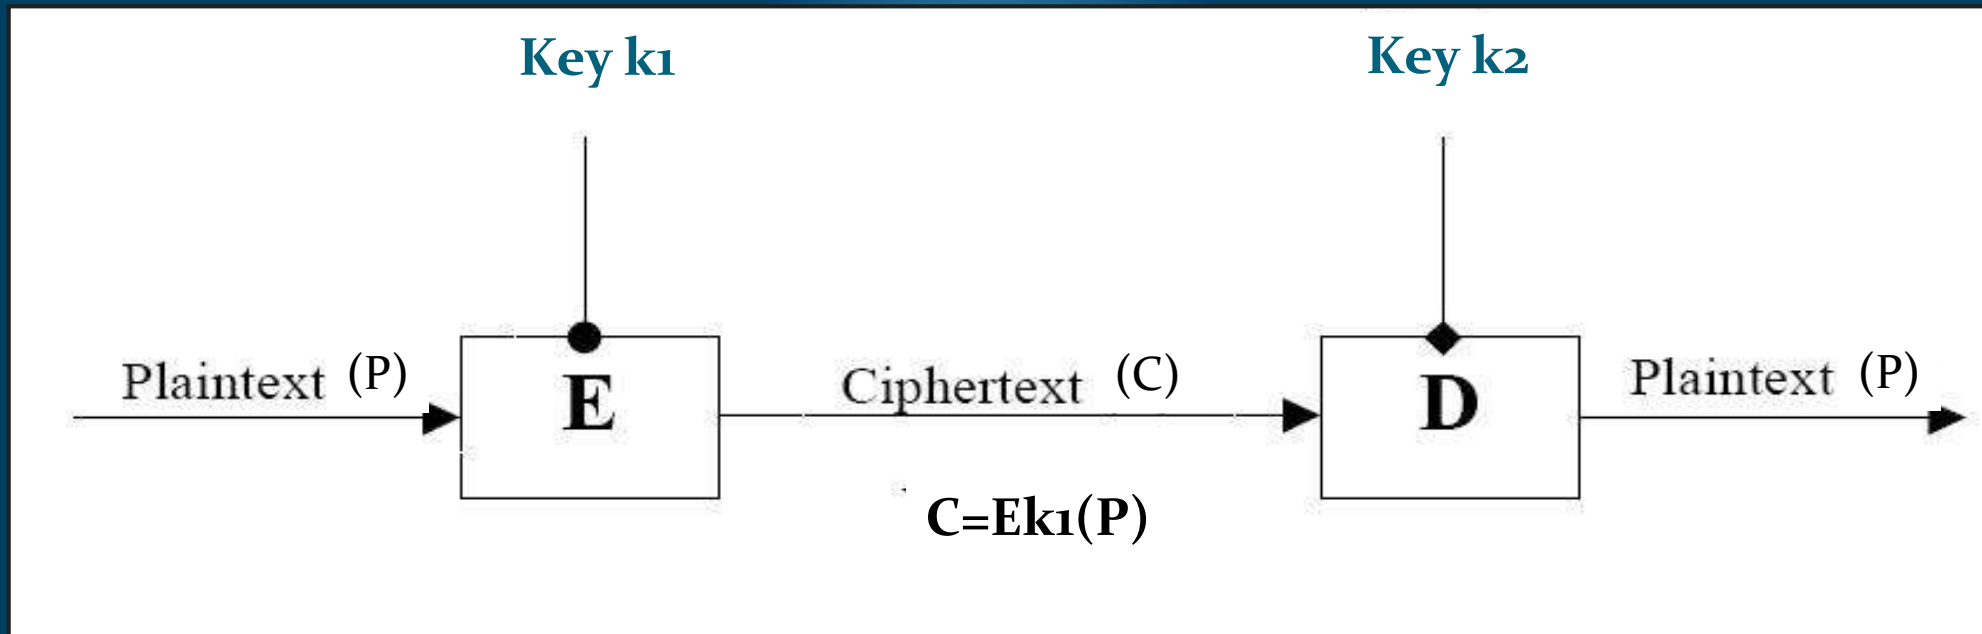 Key k1
Key k2
Plaintext (P)
E
Ciphertext (C)
D
Plaintext (P)
C=Ek1(P)